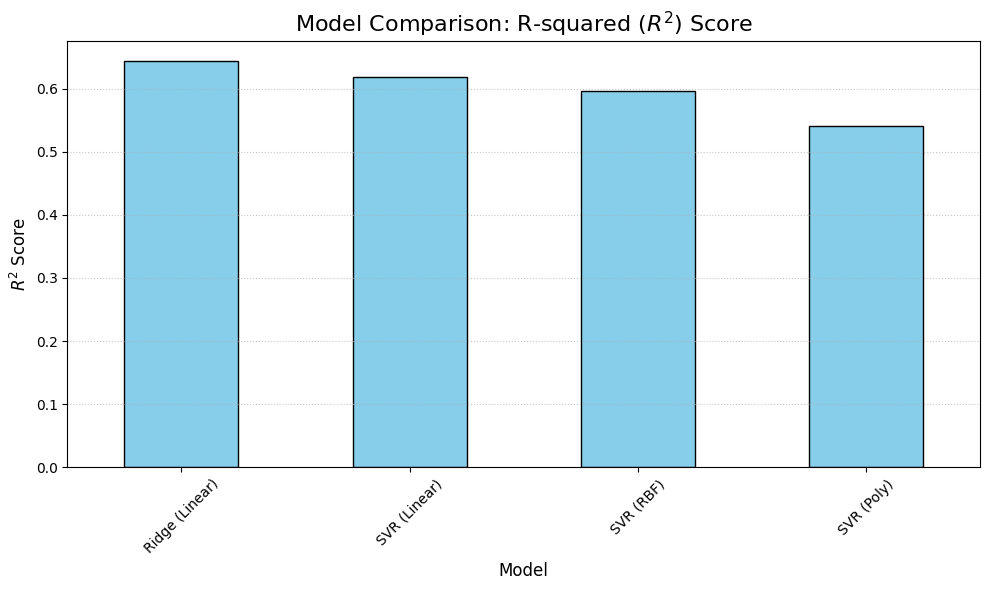 Model Comparison: R-squared (R²) Score
R² Score
0.6
0.5
0.4
0.3
0.2
0.1
0.0
Ridge (Linear)
SVR (Linear)
SVR (RBF)
SVR (Poly)
Model